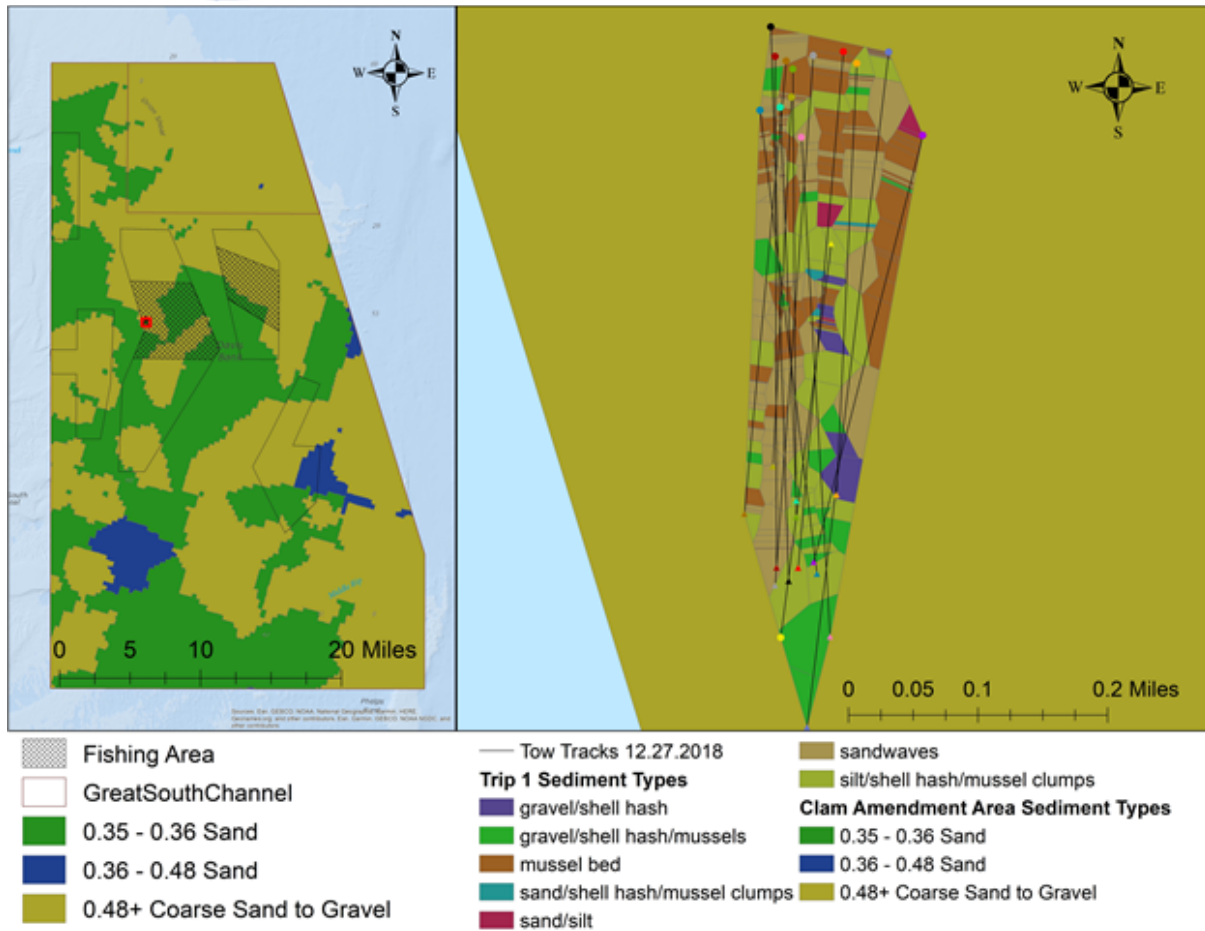 N
W E
S
0 5 10 20 Miles
N
W E
S
0 0.05 0.1 0.2 Miles
Fishing Area
GreatSouthChannel
0.35 - 0.36 Sand
0.36 - 0.48 Sand
0.48+ Coarse Sand to Gravel
Tow Tracks 12.27.2018
Trip 1 Sediment Types
gravel/shell hash
gravel/shell hash/mussels
mussel bed
sand/shell hash/mussel clumps
sand/silt
sandwaves
silt/shell hash/mussel clumps
Clam Amendment Area Sediment Types
0.35 - 0.36 Sand
0.36 - 0.48 Sand
0.48+ Coarse Sand to Gravel